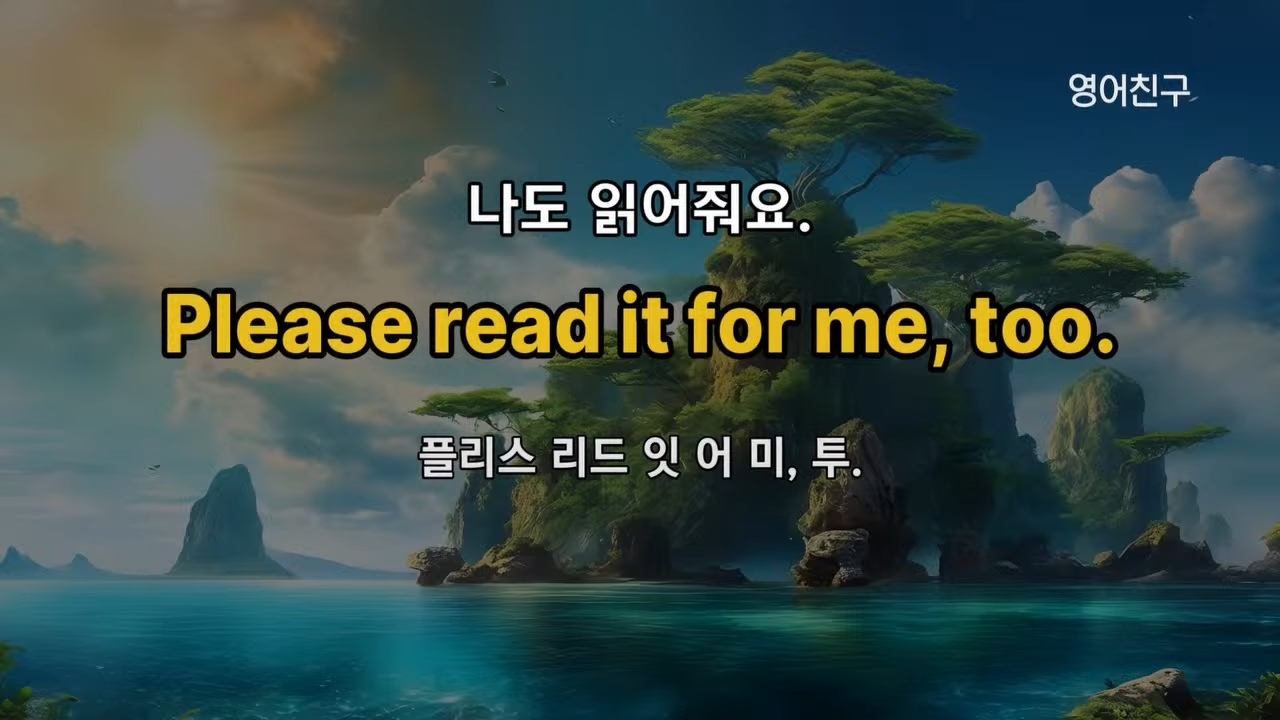 영어친구
나도 읽어줘요.
Please read it for me, too.
플리스 리드 잇 어 미, 투.